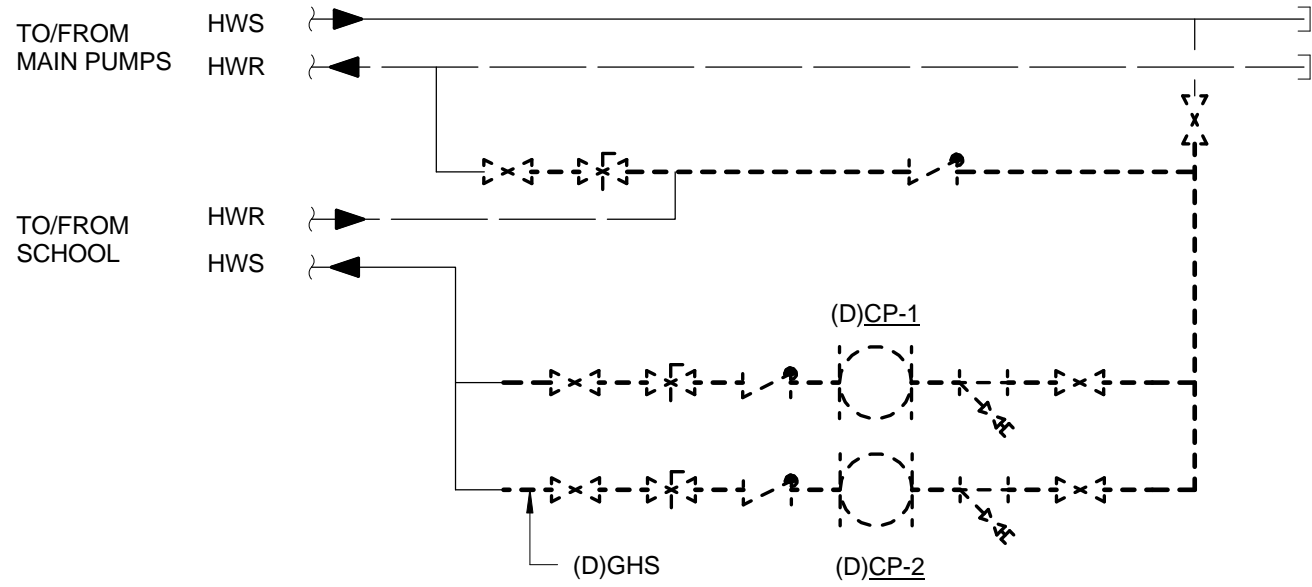 TO/FROM
MAIN PUMPS
HWS
HWR
TO/FROM
SCHOOL
HWR
HWS
(D)CP-1
(D)GHS
(D)CP-2